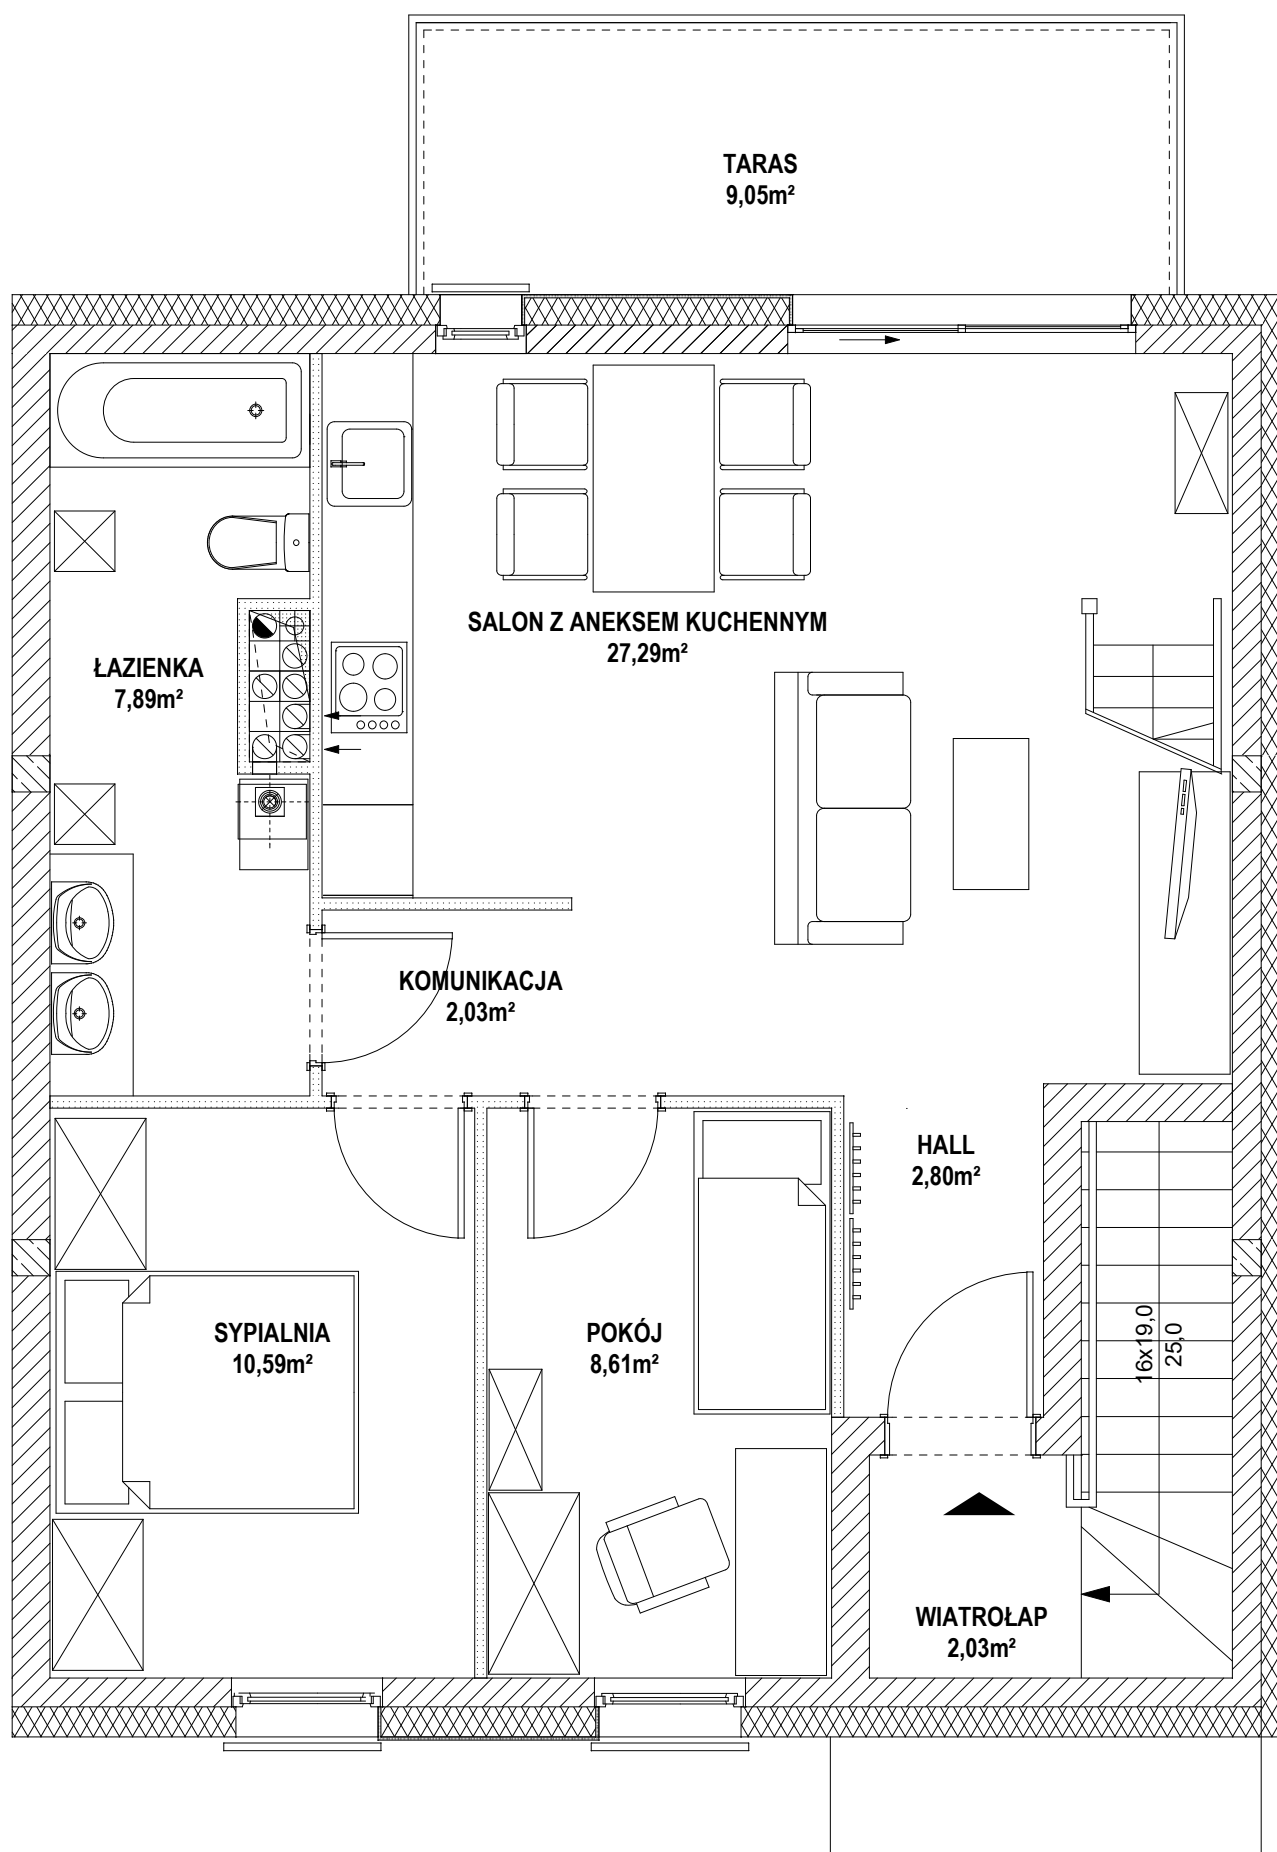 TARAS
9,05m²
SALON Z ANEKSEM KUCHENNYM
27,29m²
ŁAZIENKA
7,89m²
KOMUNIKACJA
2,03m²
HALL
2,80m²
SYPIALNIA
10,59m²
POKÓJ
8,61m²
16x19,0
25,0
WIATROŁAP
2,03m²